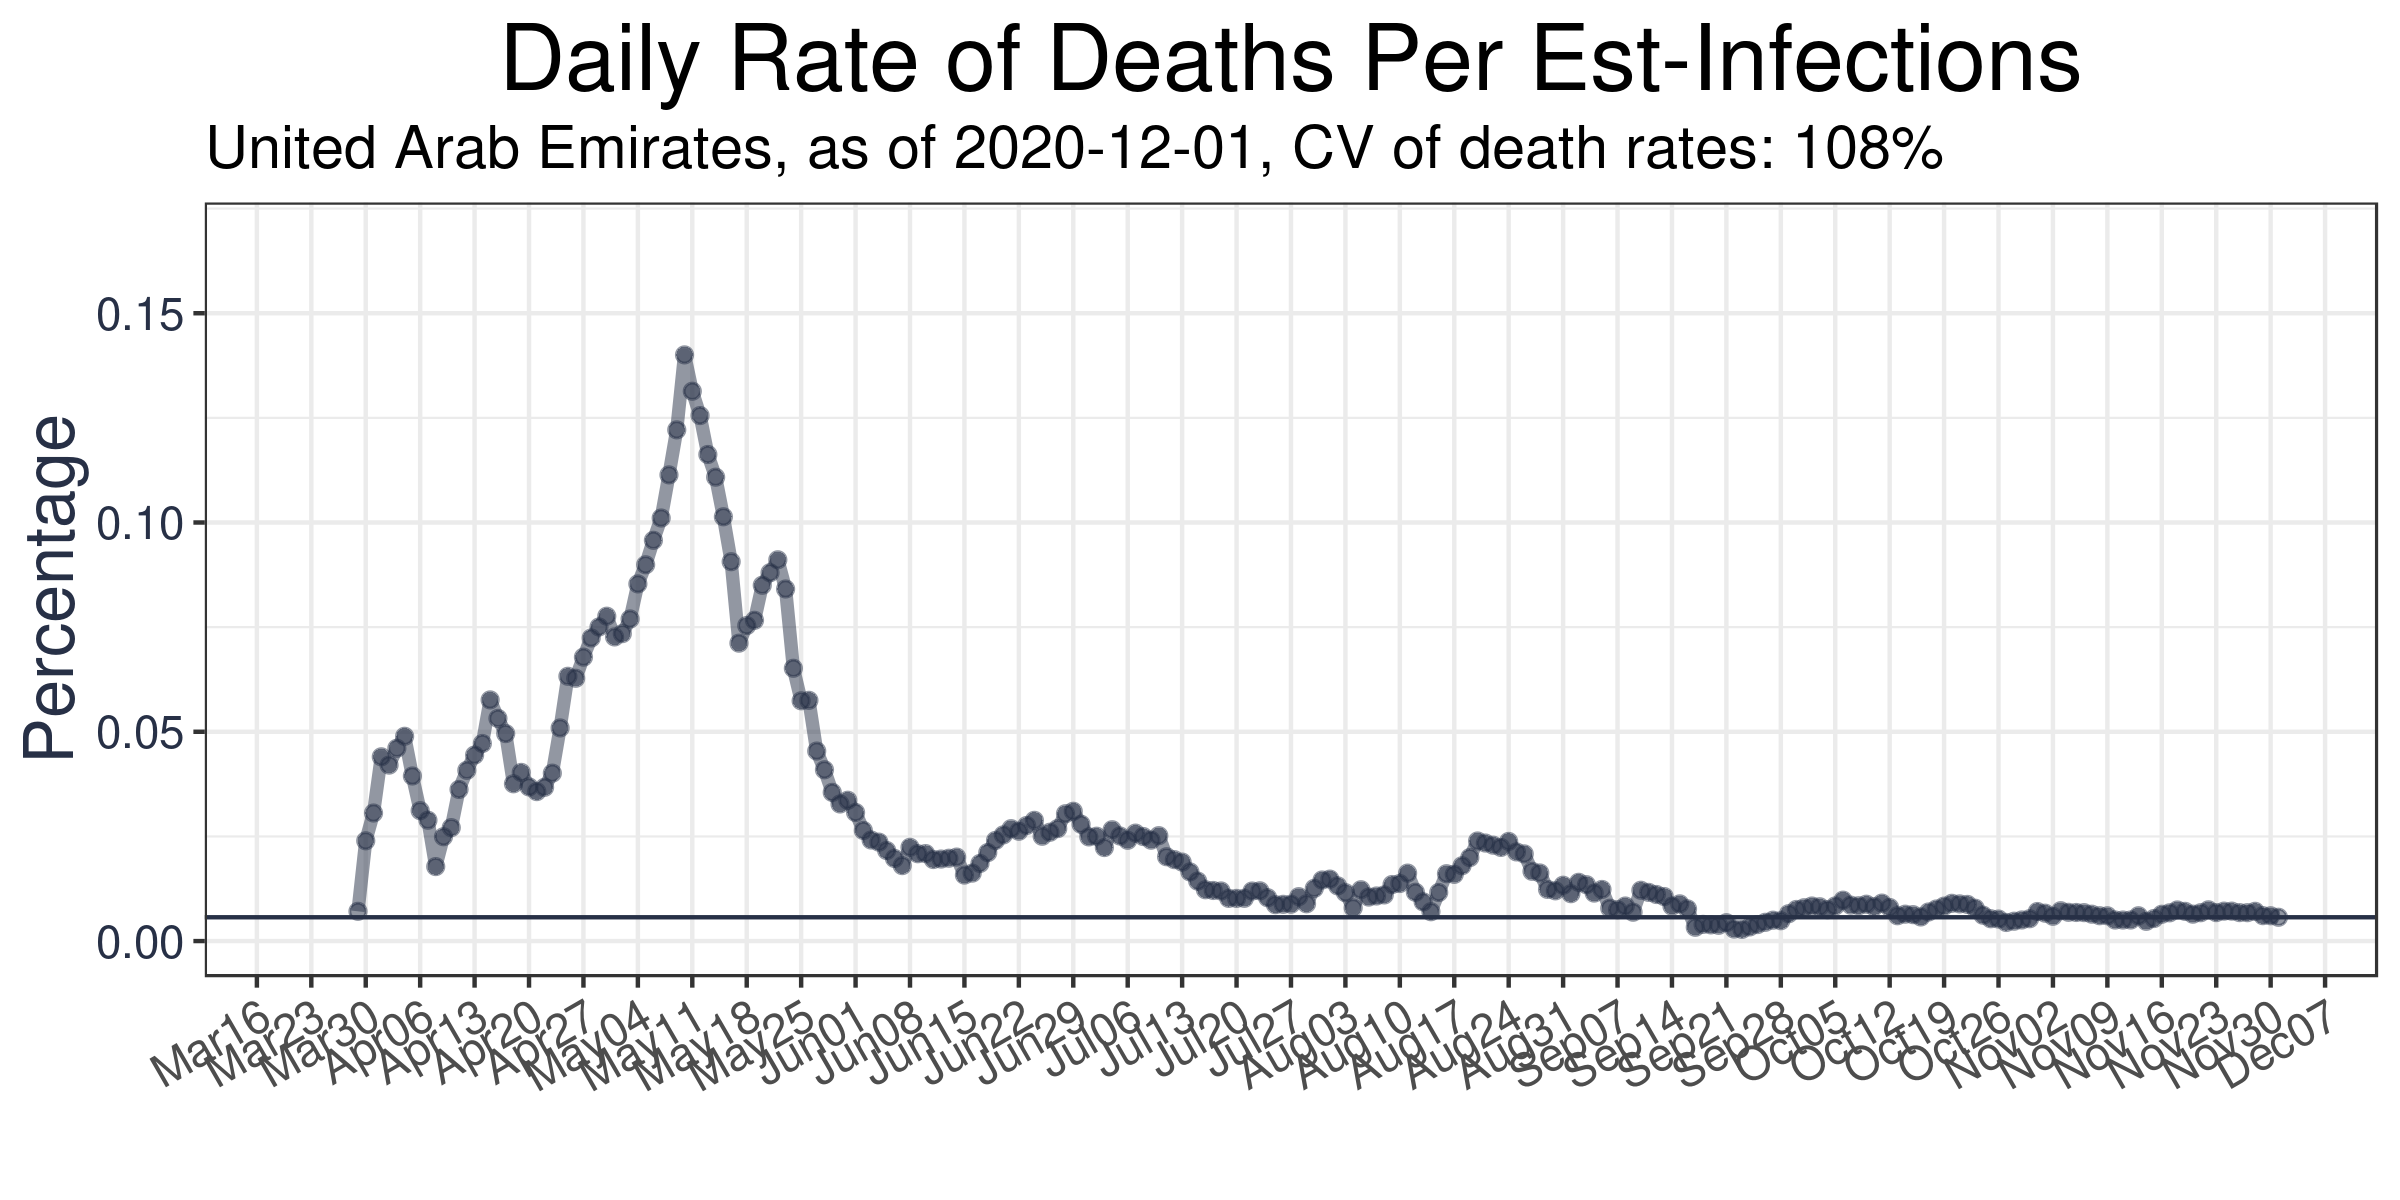 Daily Rate of Deaths Per Est-Infections
United Arab Emirates, as of 2020-12-01, CV of death rates: 108%
Percentage
0.15
0.10
0.05
0.00
Mar16 Mar23 Mar30 Apr06 Apr13 Apr20 Apr27 May04 May11 May18 May25 Jun01 Jun08 Jun15 Jun22 Jun29 Jul06 Jul13 Jul20 Jul27 Aug03 Aug10 Aug17 Aug24 Aug31 Sep07 Sep14 Sep21 Sep28 Oct05 Oct12 Oct19 Oct26 Nov02 Nov09 Nov16 Nov23 Nov30 Dec07